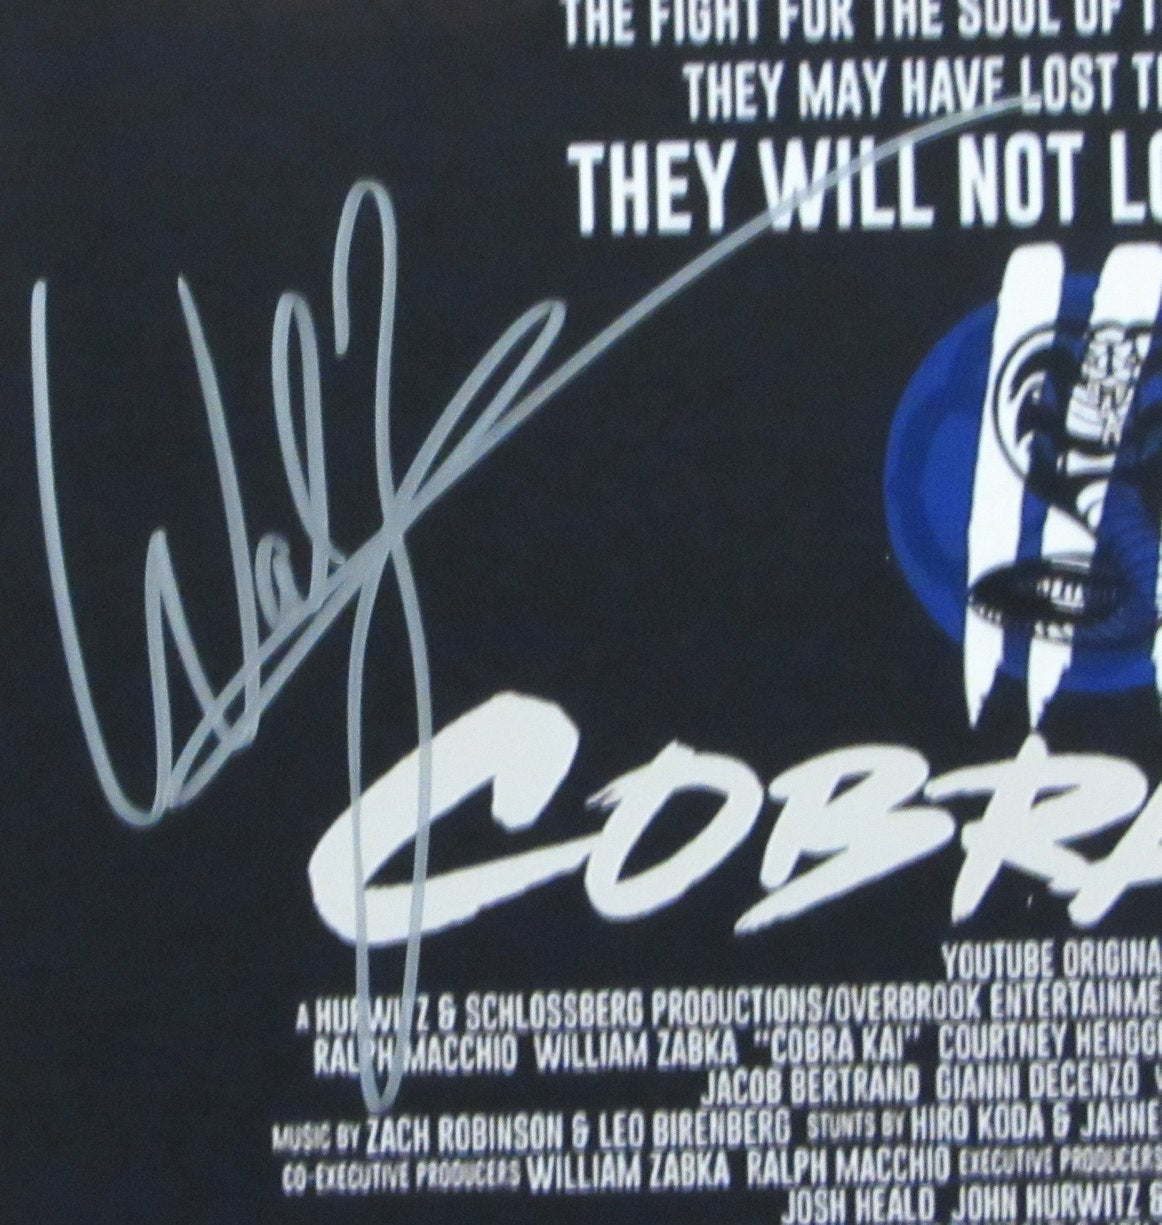 THE FIGHT FOR THE SOUL OF
THEY MAY HAVE LOST
THEY WILL NOT
COBRA
YOUTUBE ORIGINA
A HURWITZ & SCHLOSSBERG PRODUCTIONS/OVERBROOK ENTERTAINME
RALPH MACCHIO WILLIAM ZABKA "COBRA KAI" COURTNEY HENGG
JACOB BERTRAND GIANNI DECENZO
MUSIC BY ZACH ROBINSON & LEO BIRENBERG STUNTS BY HIRO KODA & JAHNE
CO-EXECUTIVE PRODUCERS WILLIAM ZABKA RALPH MACCHIO EXECUTIVE PRODUCERS
JOSH HEALD JOHN HURWITZ &